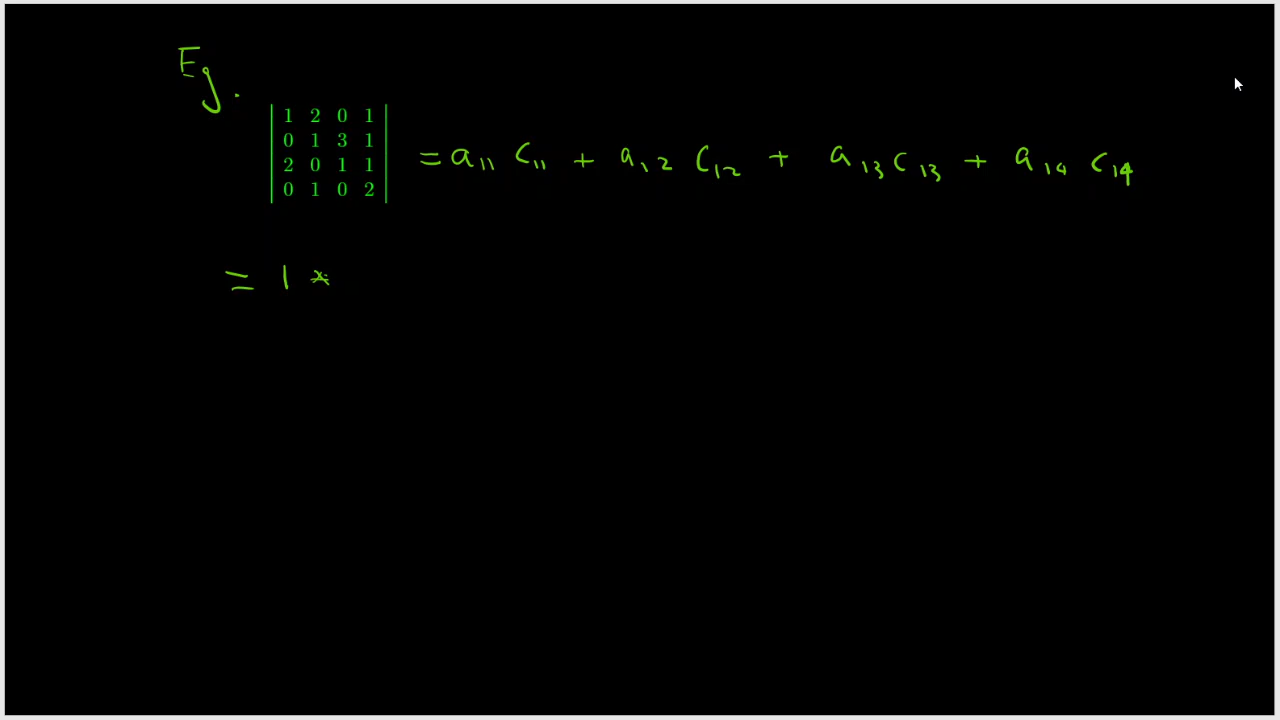 Eg.
1 2 0 1
0 1 3 1
2 0 1 1
0 1 0 2
= a11 C11 + a12 C12 + a13 C13 + a14 C14
= 1 *